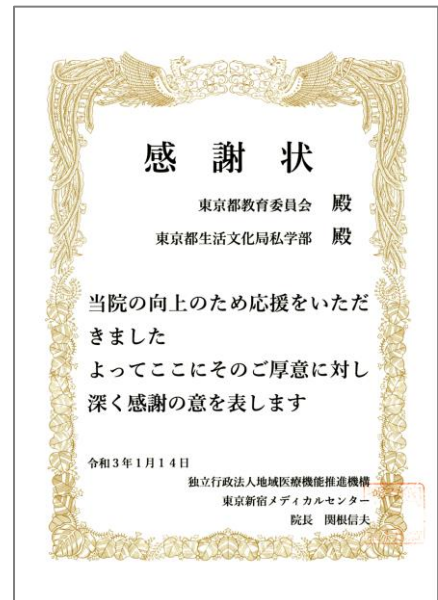 感謝状
東京都教育委員会 殿
東京都生活文化局私学部 殿
当院の向上のため応援をいただ
きました
よってここにそのご厚意に対し
深く感謝の意を表します
令和3年1月14日
独立行政法人地域医療機能推進機構
東京新宿メディカルセンター
院長 関根信夫